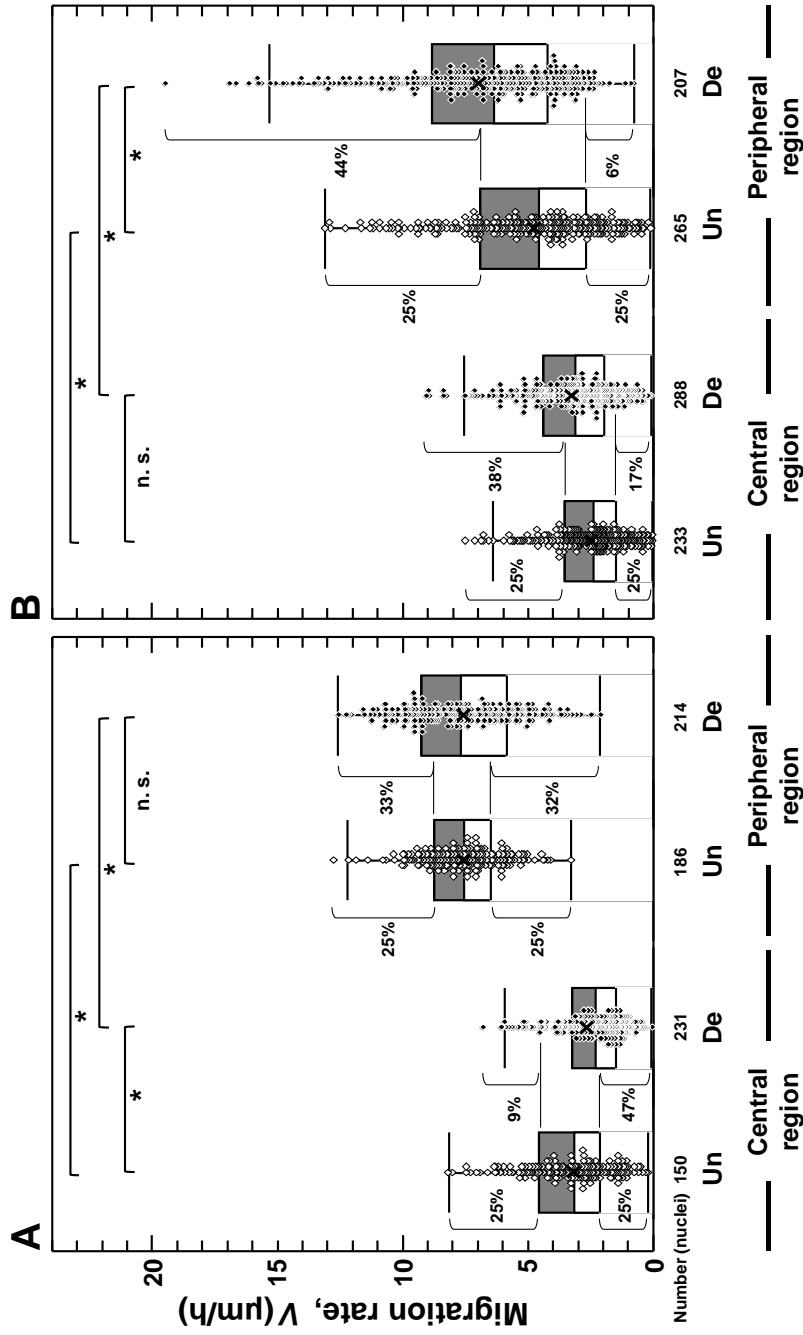 A
B
Migration rate, V (µm/h)
20
15
10
5
0
* * * n. s.
n. s. * * *
25% 9% 25% 33%
25% 47% 25% 32%
25% 38% 25% 44%
25% 17% 25% 6%
Number (nuclei) 150 231 186 214 233 288 265 207
Un De Un De Un De Un De
Central region
Peripheral region
Central region
Peripheral region